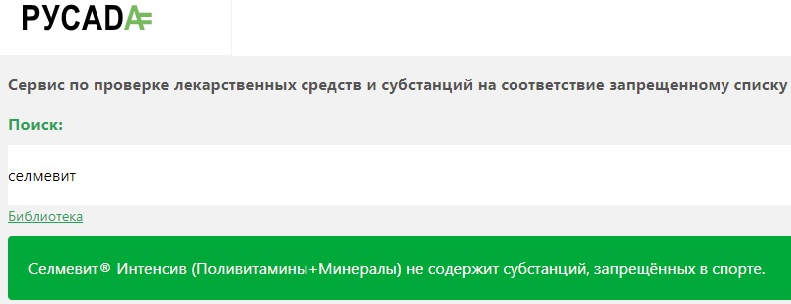 РУСАДА
Сервис по проверке лекарственных средств и субстанций на соответствие запрещенному списку
Поиск:
селмевит
Библиотека
Селмевит® Интенсив (Поливитамины+Минералы) не содержит субстанций, запрещённых в спорте.